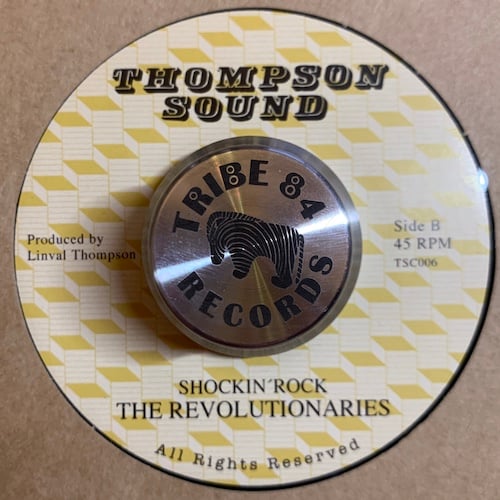 THOMPSON
SOUND
TRIBE 84
RECORDS
Produced by
Linval Thompson
Side B
45 RPM
TSC006
SHOCKIN´ROCK
THE REVOLUTIONARIES
All Rights Reserved